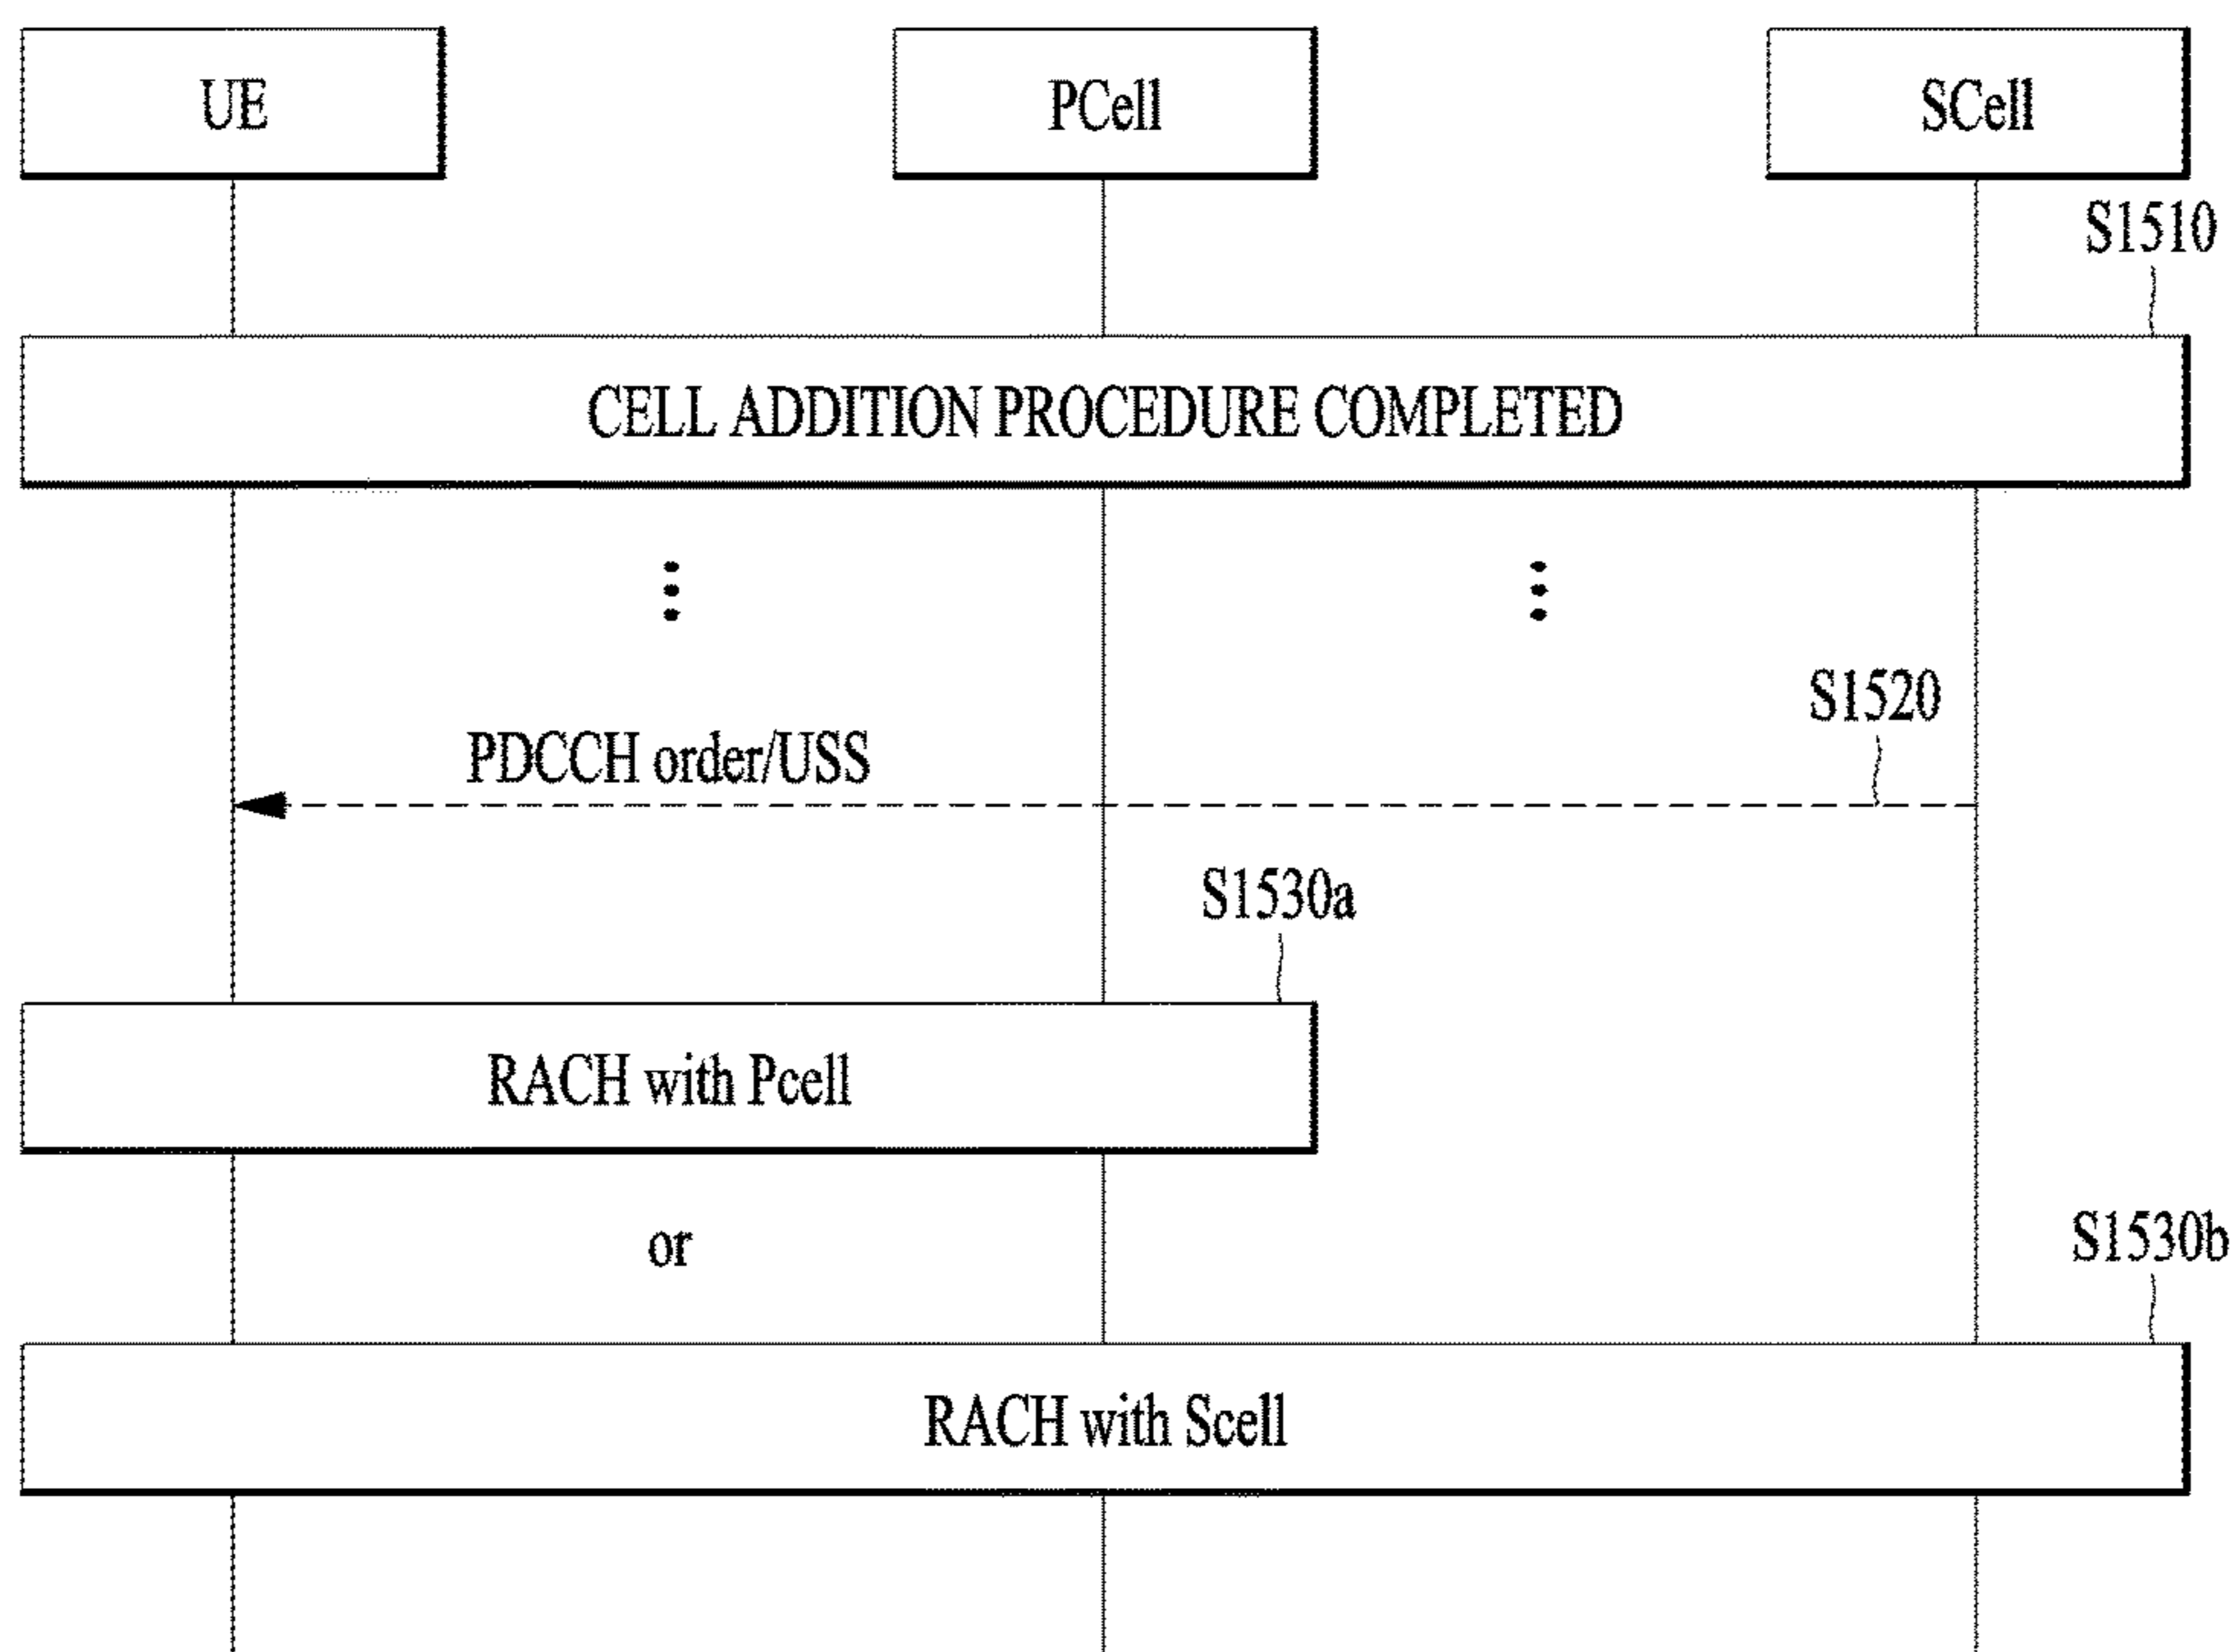 UE
PCell
SCell
S1510
CELL ADDITION PROCEDURE COMPLETED
S1520
PDCCH order/USS
S1530a
RACH with Pcell
or
S1530b
RACH with Scell